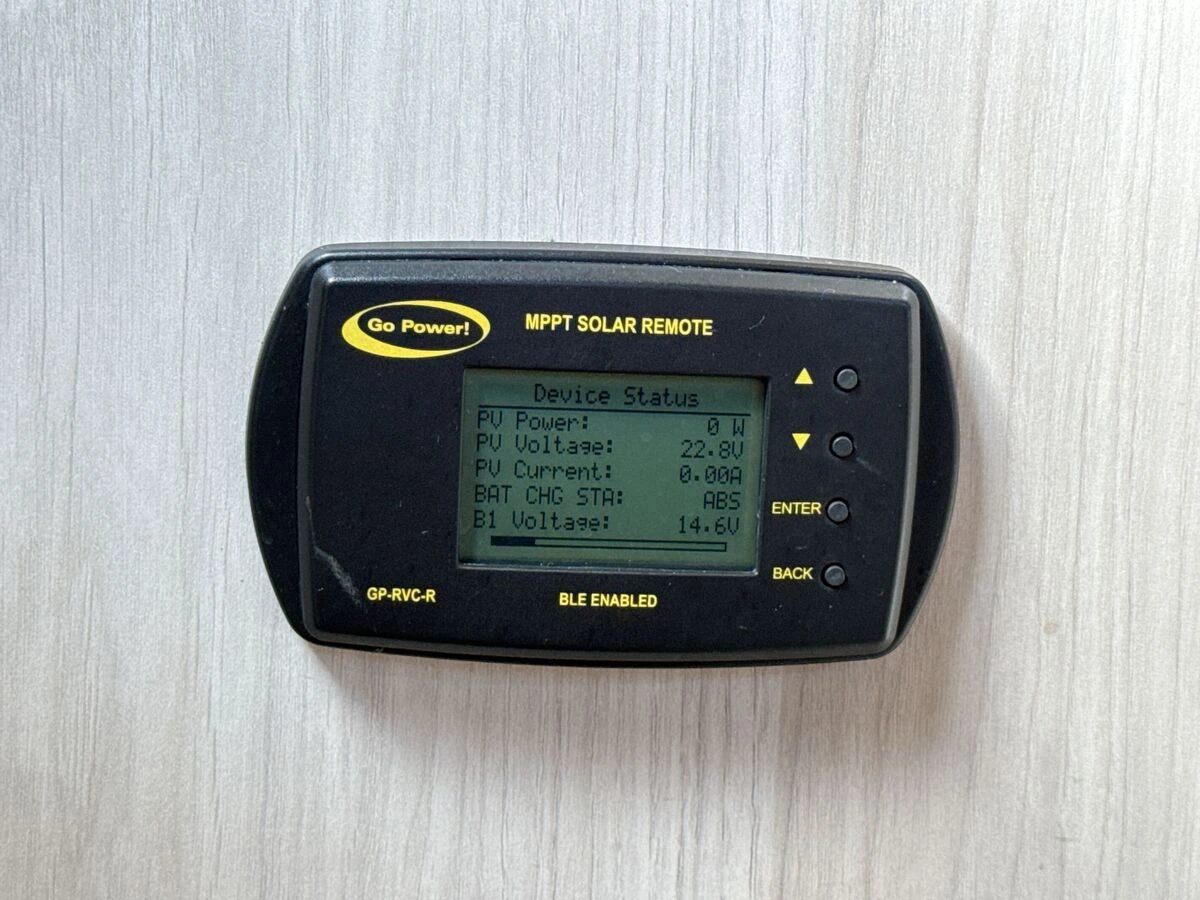 Go Power!
MPPT SOLAR REMOTE
Device Status
PV Power: 0 W
PV Voltage: 22.8V
PV Current: 0.00A
BAT CHG STA: ABS
B1 Voltage: 14.6V
ENTER
BACK
GP-RVC-R
BLE ENABLED